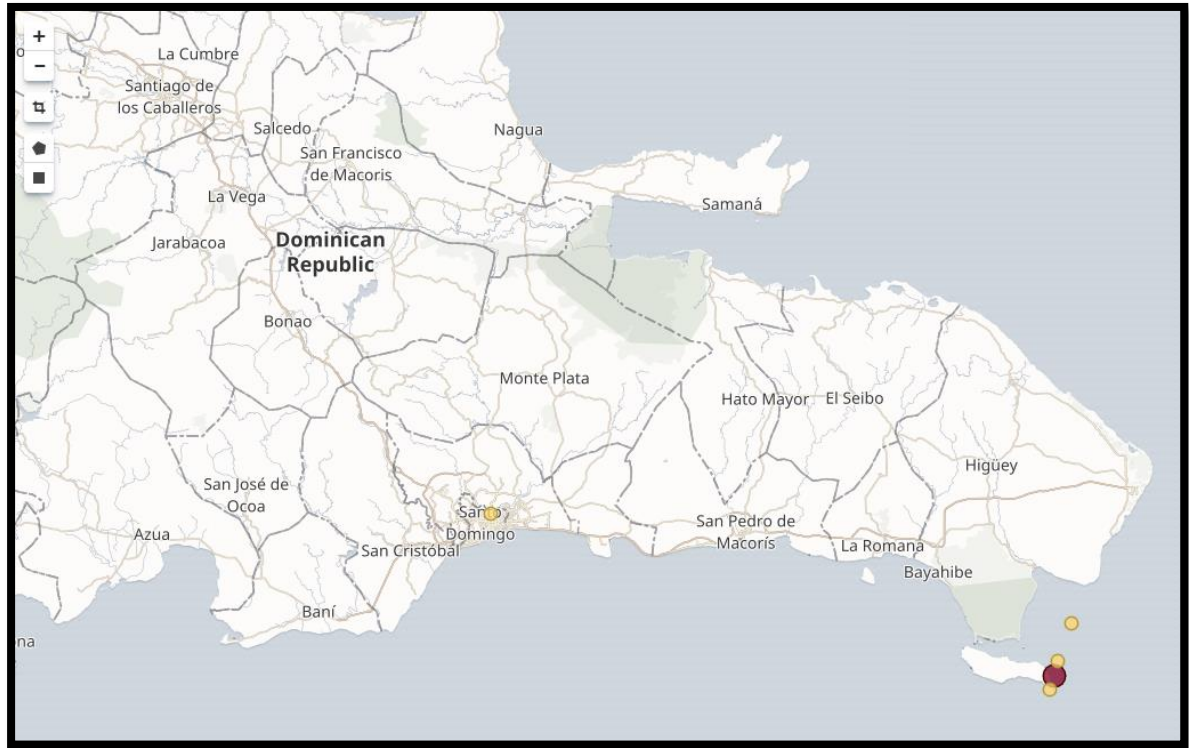 +
−
La Cumbre
Santiago de
los Caballeros
Salcedo
Nagua
San Francisco
de Macoris
La Vega
Samaná
Jarabacoa
Dominican
Republic
Bonao
Monte Plata
Hato Mayor
El Seibo
Higüey
San José de
Ocoa
Santo
Domingo
San Pedro de
Macorís
Azua
San Cristóbal
La Romana
Bayahibe
Baní
na